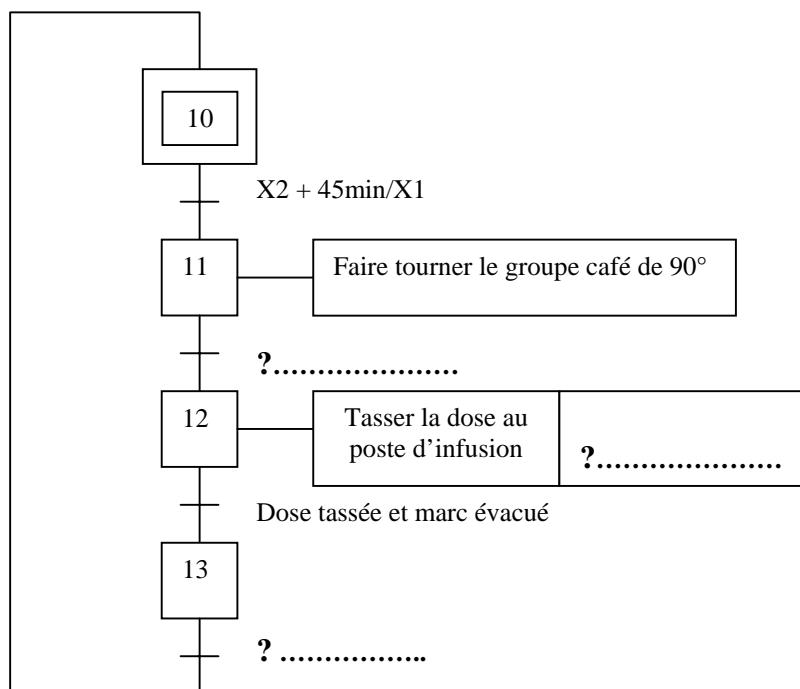 10
X2 + 45min/X1
11
Faire tourner le groupe café de 90°
?.....................
12
Tasser la dose au
poste d’infusion
?.....................
Dose tassée et marc évacué
13
? .................